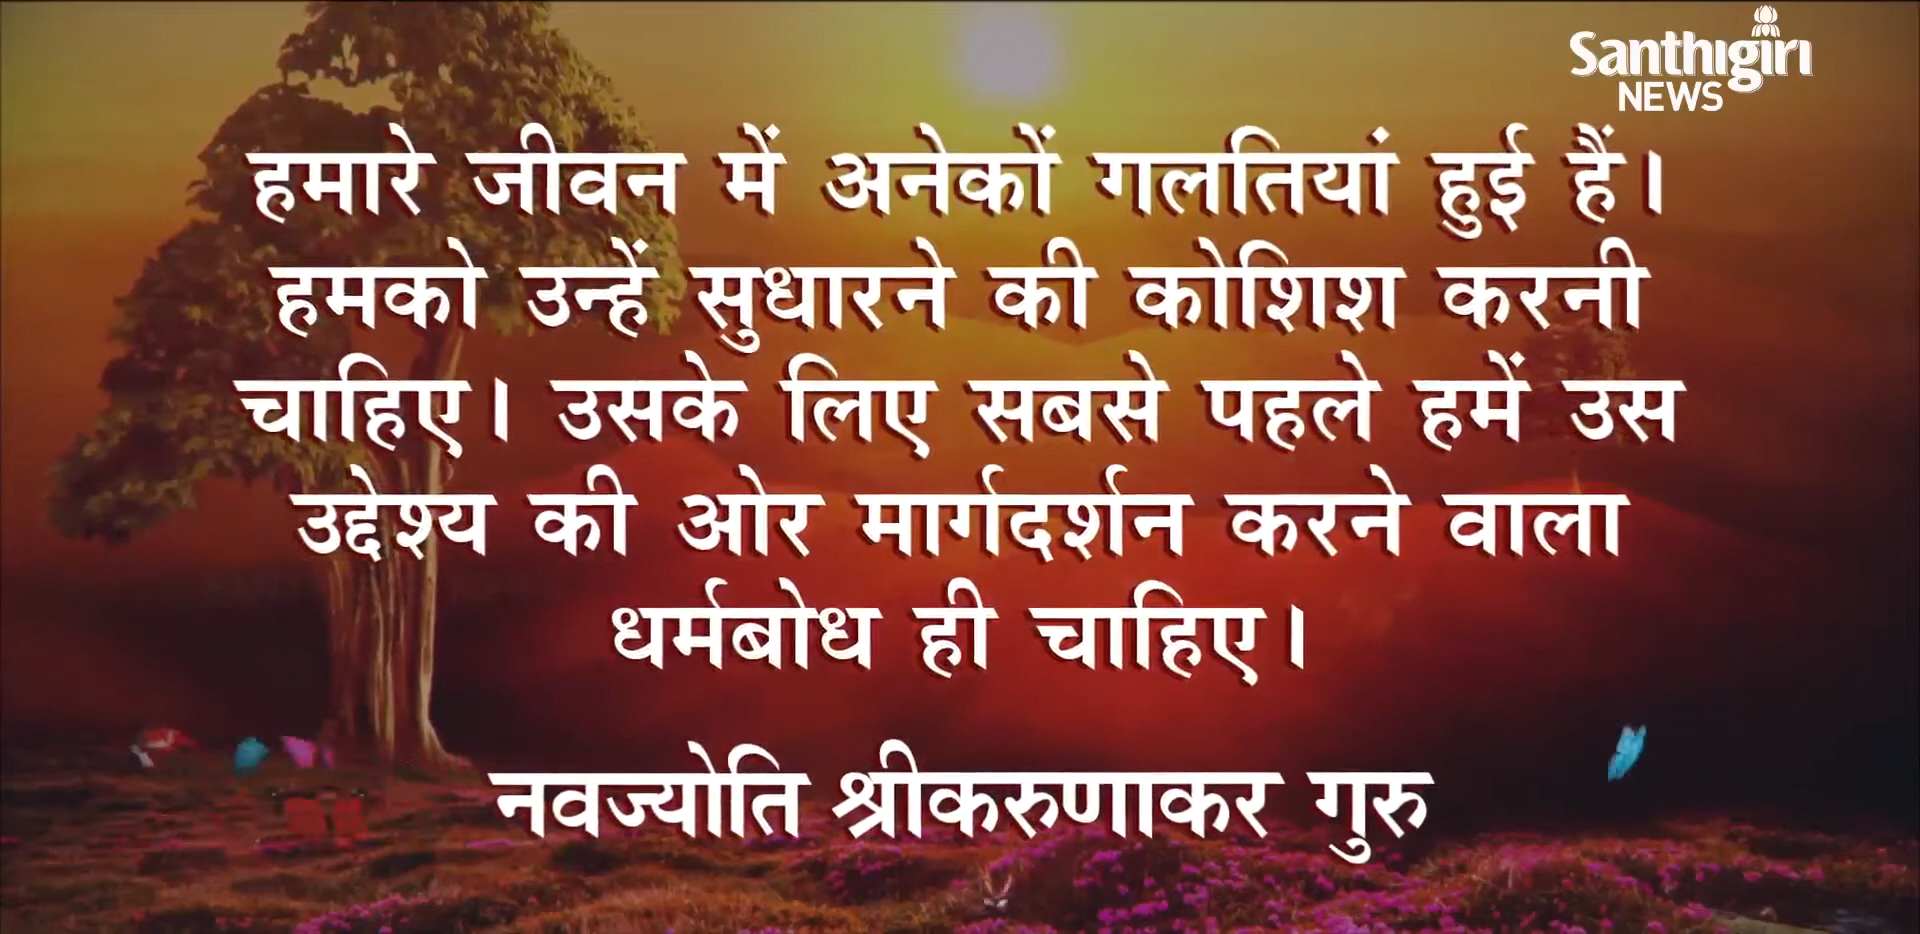 Santhigiri
NEWS
हमारे जीवन में अनेकों गलतियां हुई हैं।
हमको उन्हें सुधारने की कोशिश करनी
चाहिए। उसके लिए सबसे पहले हमें उस
उद्देश्य की ओर मार्गदर्शन करने वाला
धर्मबोध ही चाहिए।
नवज्योति श्रीकरुणाकर गुरु